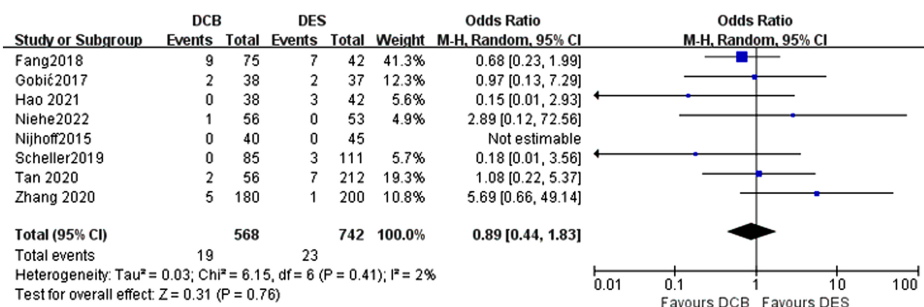 DCB DES Odds Ratio Odds Ratio
Study or Subgroup Events Total Events Total Weight M-H, Random, 95% CI M-H, Random, 95% CI
Fang2018 9 75 7 42 41.3% 0.68 [0.23, 1.99]
Gobić2017 2 38 2 37 12.3% 0.97 [0.13, 7.29]
Hao 2021 0 38 3 42 5.6% 0.15 [0.01, 2.93]
Niehe2022 1 56 0 53 4.9% 2.89 [0.12, 72.56]
Nijhoff2015 0 40 0 45 Not estimable
Scheller2019 0 85 3 111 5.7% 0.18 [0.01, 3.56]
Tan 2020 2 56 7 212 19.3% 1.08 [0.22, 5.37]
Zhang 2020 5 180 1 200 10.8% 5.69 [0.66, 49.14]
Total (95% CI) 568 742 100.0% 0.89 [0.44, 1.83]
Total events 19 23
Heterogeneity: Tau² = 0.03; Chi² = 6.15, df = 6 (P = 0.41); I² = 2%
Test for overall effect: Z = 0.31 (P = 0.76)
0.01 0.1 1 10 100
Favours DCB Favours DES